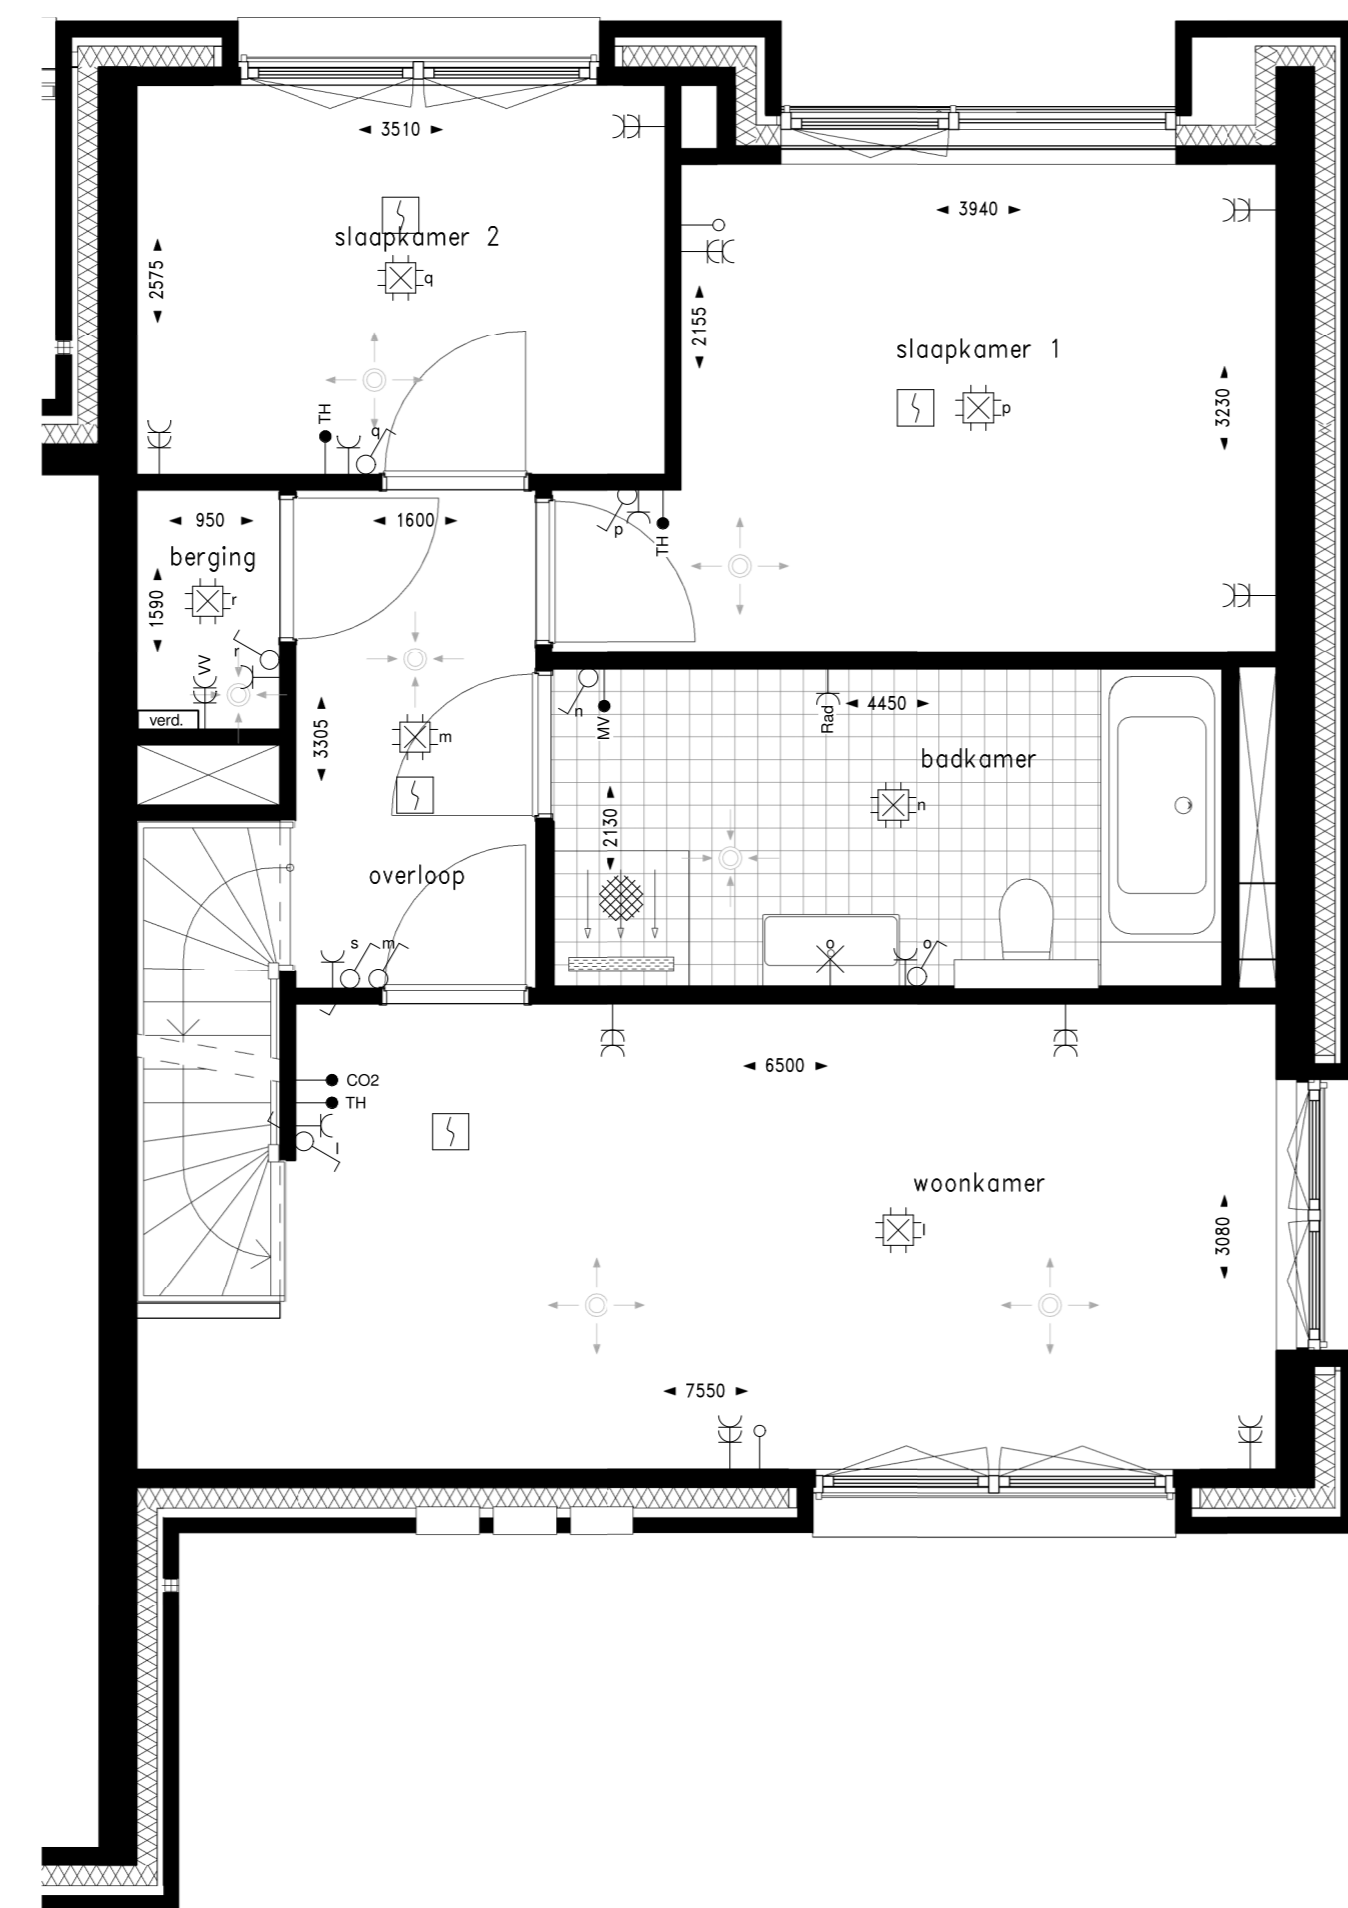 3510
slaapkamer 2
q
2575
TH
q
3940
2155
slaapkamer 1
p
3230
950
berging
1590
r
r
VV
verd.
1600
p
TH
3305
m
overloop
s
m
n
MV
Rad
4450
badkamer
n
2130
o
o
CO2
TH
l
6500
woonkamer
l
3080
7550